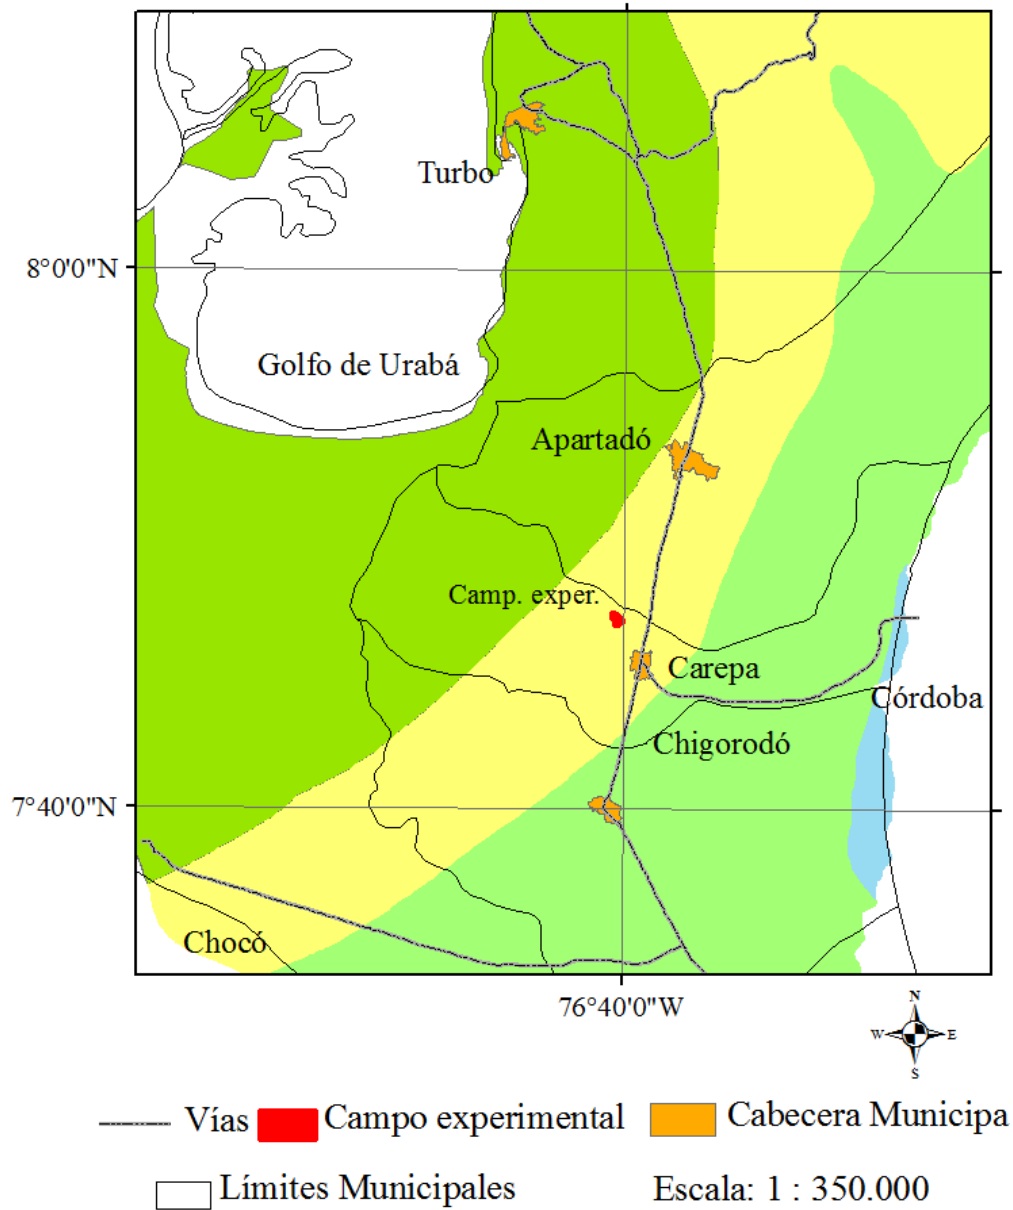 Turbo
8°0'0"N
Golfo de Urabá
Apartadó
Camp. exper.
Carepa
Córdoba
Chigorodó
7°40'0"N
Chocó
76°40'0"W
N
W E
S
Vías Campo experimental Cabecera Municipa
Límites Municipales Escala: 1 : 350.000